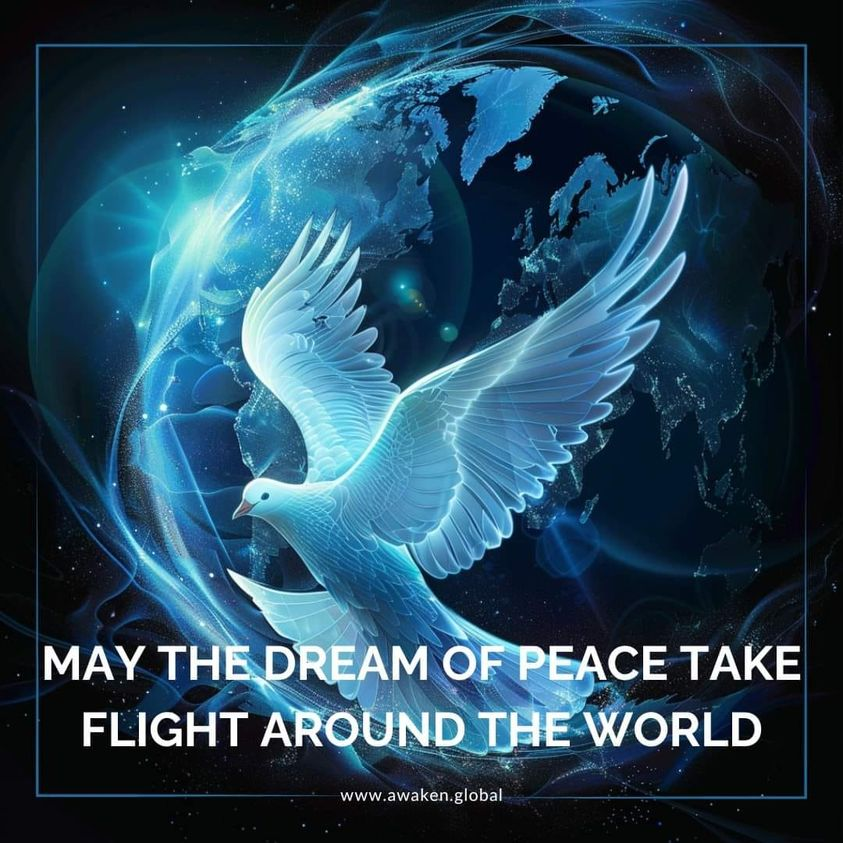 MAY THE DREAM OF PEACE TAKE
FLIGHT AROUND THE WORLD
www.awaken.global